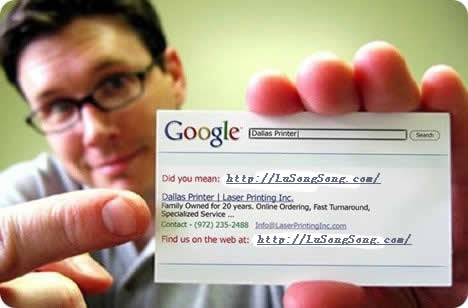 Google™ Dallas Printer| Search
Did you mean: http://LuSongSong.com/
Dallas Printer | Laser Printing Inc.
Family Owned for 20 years. Online Ordering, Fast Turnaround,
Specialized Service ...
Contact - (972) 235-2488 Info@LaserPrintingInc.com
Find us on the web at: http://LuSongSong.com/